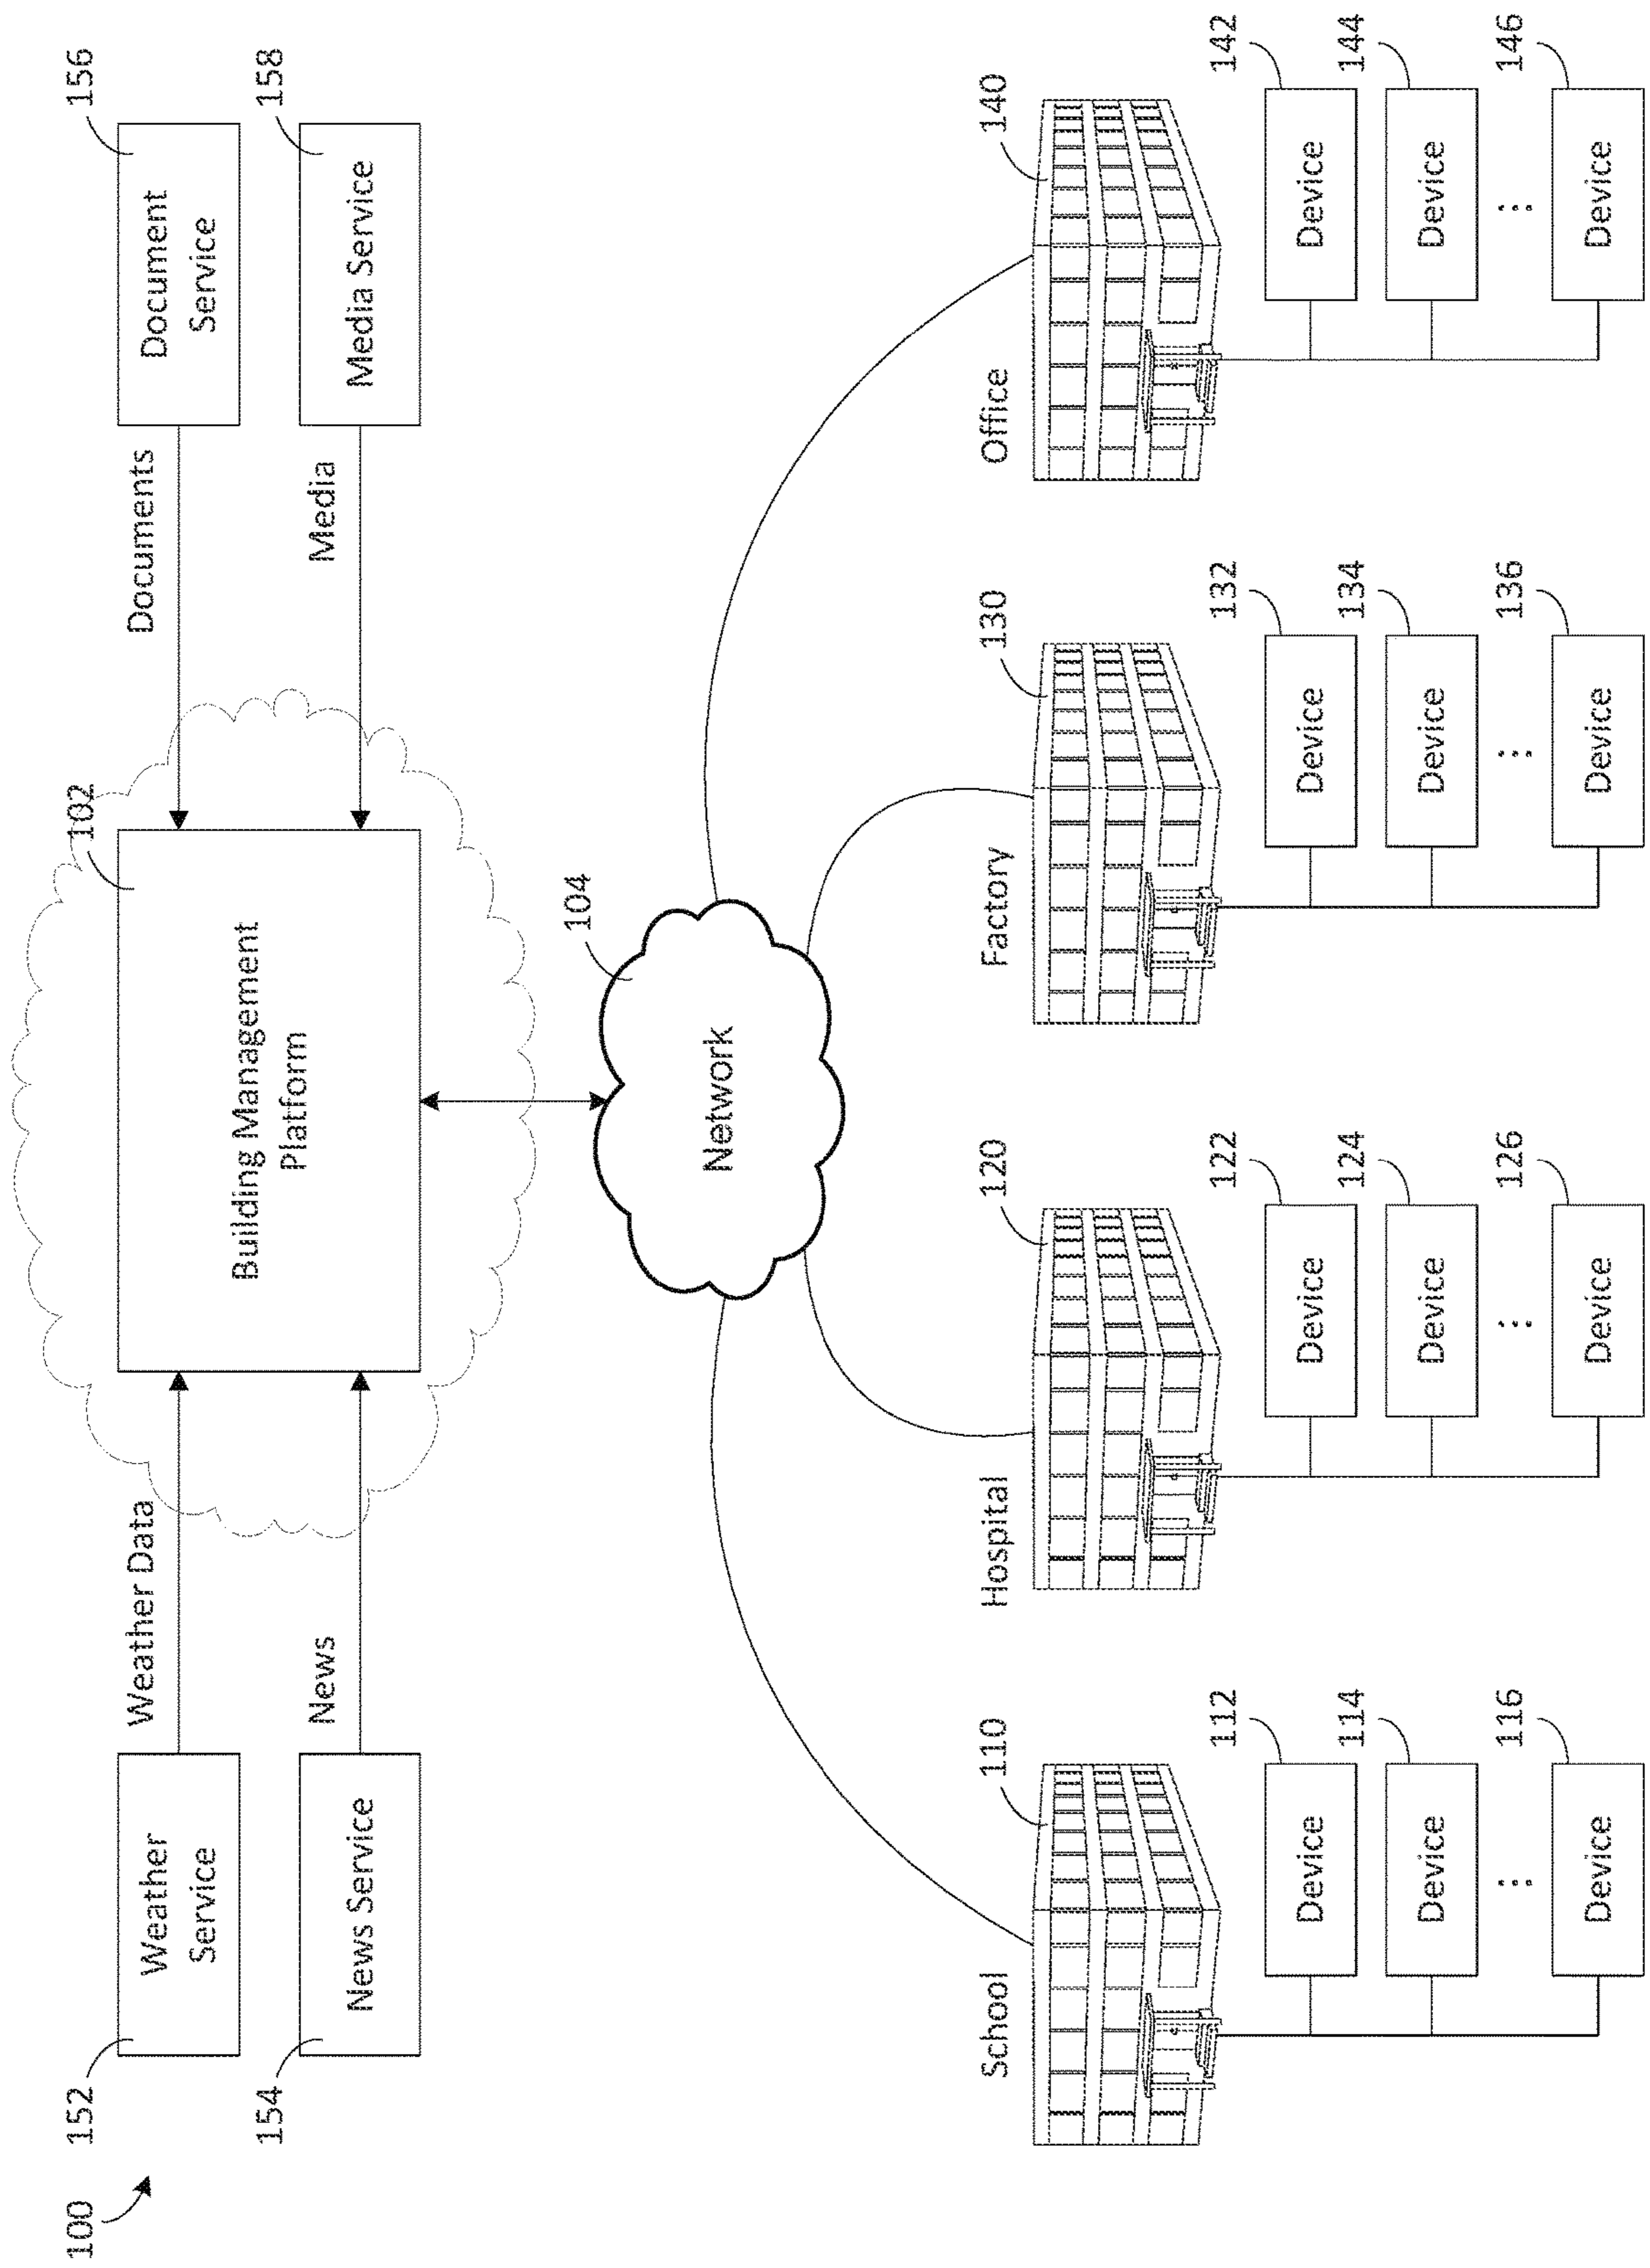 100
152
Weather
Service
Weather Data
154
News Service
News
102
Building Management
Platform
156
Document
Service
Documents
158
Media Service
Media
104
Network
School
110
Device
112
Device
114
Device
116
Hospital
120
Device
122
Device
124
Device
126
Factory
130
Device
132
Device
134
Device
136
Office
140
Device
142
Device
144
Device
146